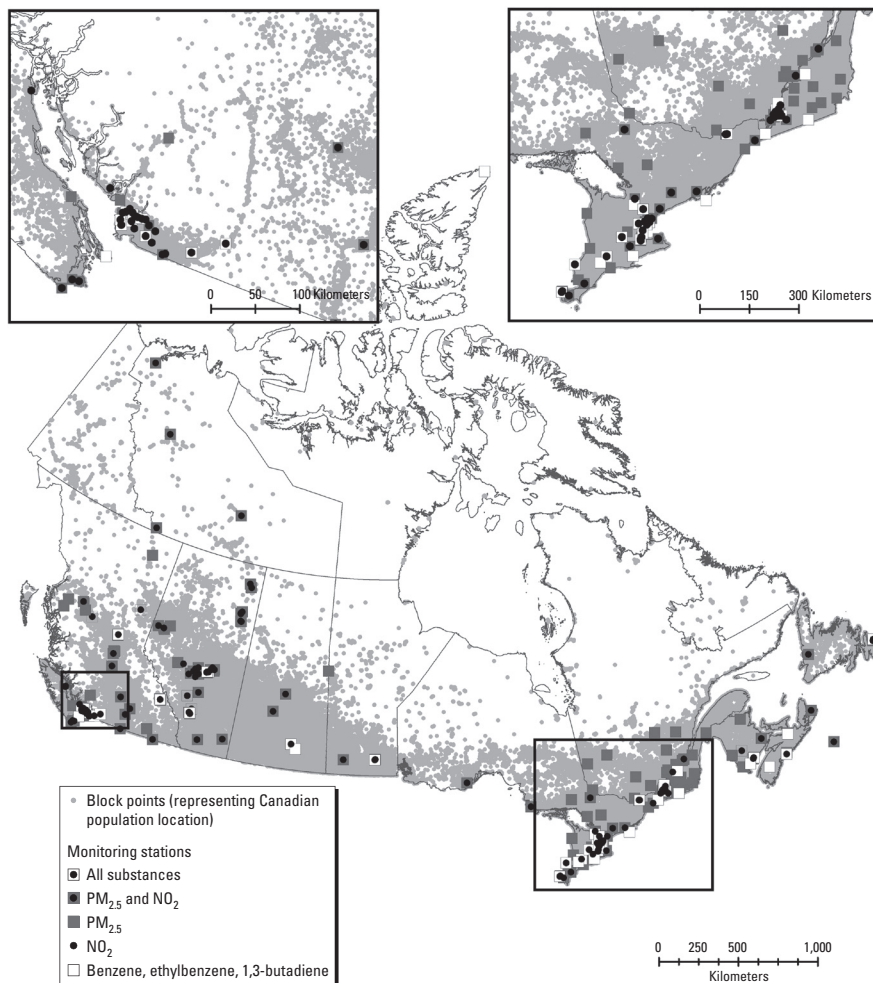 0 50 100 Kilometers
0 150 300 Kilometers
Block points (representing Canadian
population location)
Monitoring stations
All substances
PM2.5 and NO2
PM2.5
NO2
Benzene, ethylbenzene, 1,3-butadiene
0 250 500 1,000
Kilometers